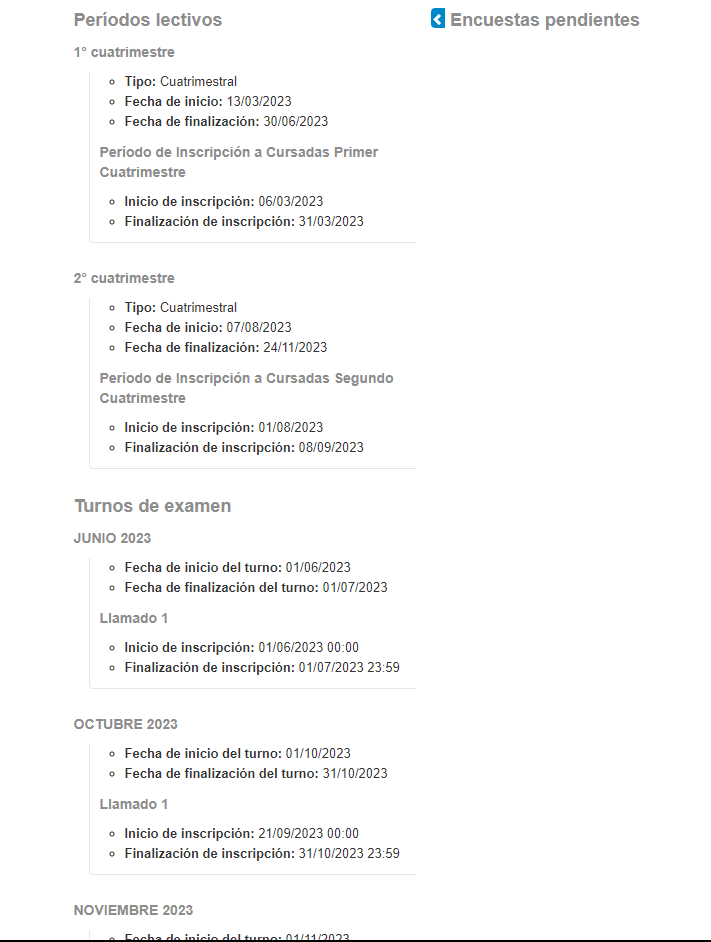 Períodos lectivos
1° cuatrimestre
Tipo: Cuatrimestral
Fecha de inicio: 13/03/2023
Fecha de finalización: 30/06/2023
Período de Inscripción a Cursadas Primer
Cuatrimestre
Inicio de inscripción: 06/03/2023
Finalización de inscripción: 31/03/2023
2° cuatrimestre
Tipo: Cuatrimestral
Fecha de inicio: 07/08/2023
Fecha de finalización: 24/11/2023
Período de Inscripción a Cursadas Segundo
Cuatrimestre
Inicio de inscripción: 01/08/2023
Finalización de inscripción: 08/09/2023
Turnos de examen
JUNIO 2023
Fecha de inicio del turno: 01/06/2023
Fecha de finalización del turno: 01/07/2023
Llamado 1
Inicio de inscripción: 01/06/2023 00:00
Finalización de inscripción: 01/07/2023 23:59
OCTUBRE 2023
Fecha de inicio del turno: 01/10/2023
Fecha de finalización del turno: 31/10/2023
Llamado 1
Inicio de inscripción: 21/09/2023 00:00
Finalización de inscripción: 31/10/2023 23:59
NOVIEMBRE 2023
Fecha de inicio del turno: 01/11/2023
Encuestas pendientes